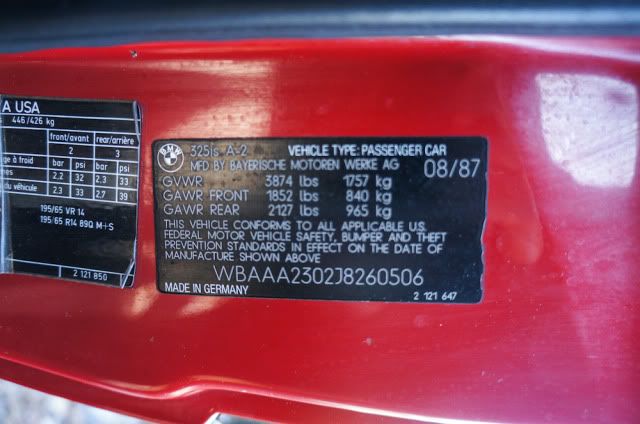 A USA
446/426 kg
front/avant rear/arrière
2 3
age à froid bar psi bar psi
2.2 32 2.3 33
2.3 33 2.7 39
195/65 VR 14
195/65 R14 89Q M+S
2 121 850
BMW 325is A-2 VEHICLE TYPE: PASSENGER CAR
MFD BY BAYERISCHE MOTOREN WERKE AG 08/87
GVWR 3874 lbs 1757 kg
GAWR FRONT 1852 lbs 840 kg
GAWR REAR 2127 lbs 965 kg
THIS VEHICLE CONFORMS TO ALL APPLICABLE U.S.
FEDERAL MOTOR VEHICLE SAFETY, BUMPER AND THEFT
PREVENTION STANDARDS IN EFFECT ON THE DATE OF
MANUFACTURE SHOWN ABOVE
WBAAA2302J8260506
MADE IN GERMANY 2 121 647